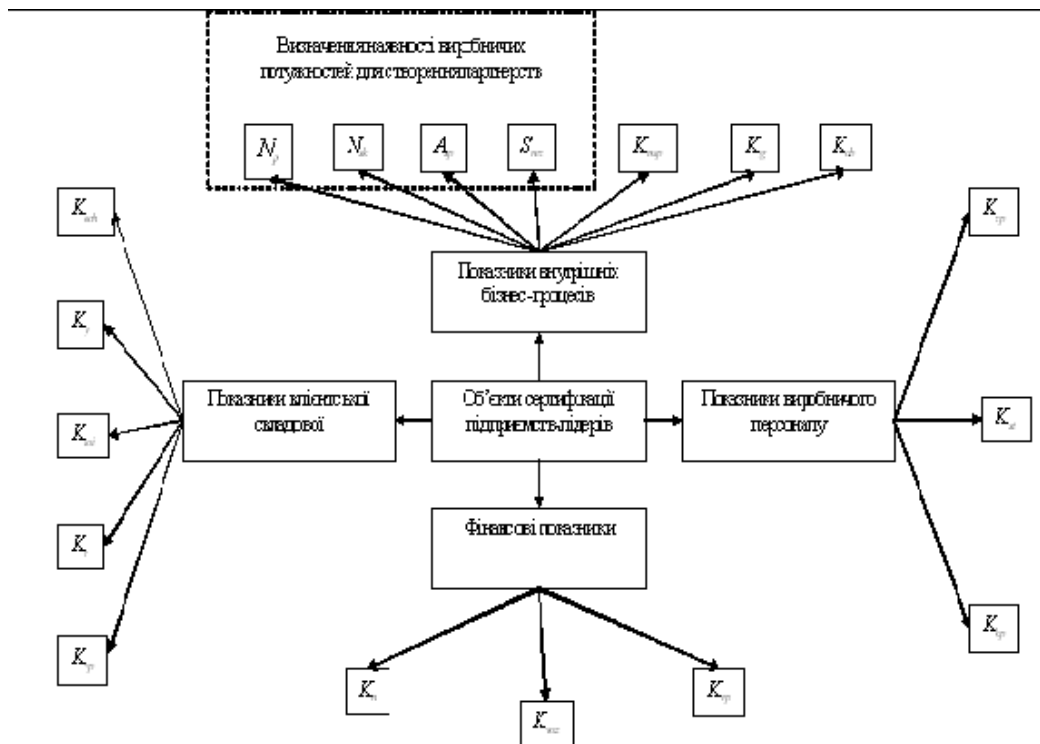 Визначення наявності виробничих
потужностей для створення партнерств
N
N
A
S
K
K
K
K
K
Показники внутрішніх
бізнес-процесів
K
Показники клієнтської
складової
Об’єкти сертифікації
підприємств-лідерів
Показники виробничого
персоналу
K
K
K
Фінансові показники
K
K
K
K
K